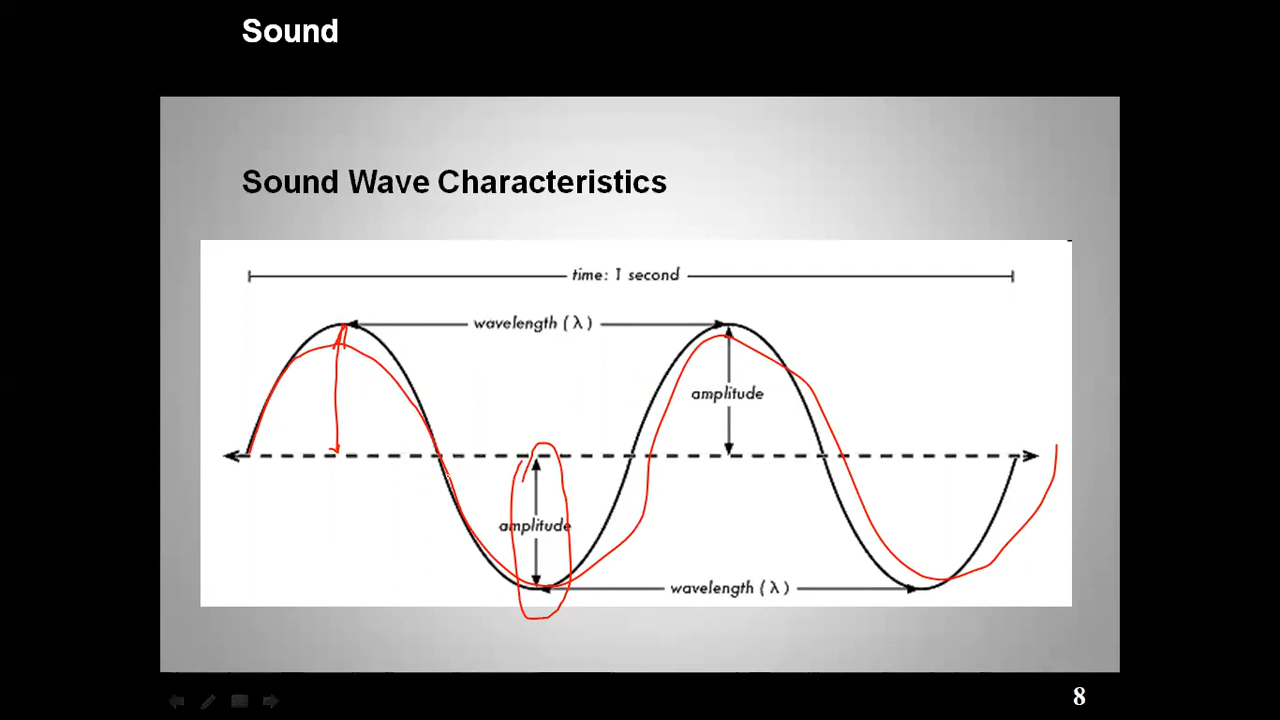 Sound
Sound Wave Characteristics
time: 1 second
wavelength (λ)
amplitude
amplitude
wavelength (λ)
8